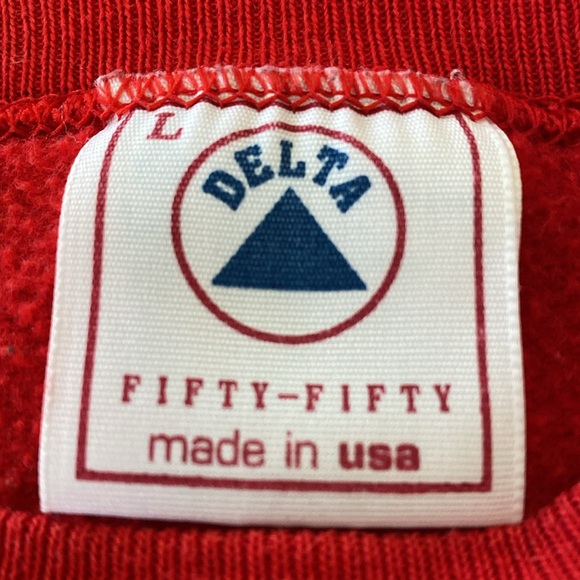 L
DELTA
FIFTY-FIFTY
made in usa